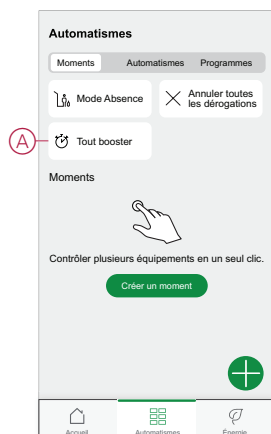 Automatismes
Moments Automatismes Programmes
Mode Absence
Annuler toutes
les dérogations
A
Tout booster
Moments
Contrôler plusieurs équipements en un seul clic.
Créer un moment
Accueil Automatismes Énergie